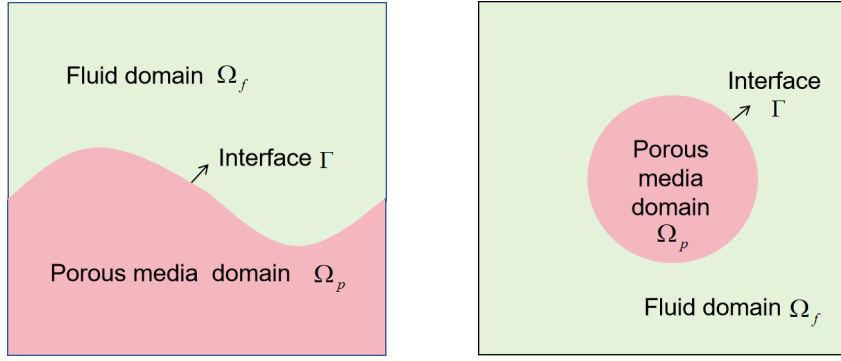 Fluid domain Ω_f
Interface Γ
Porous media domain Ω_p
Interface
Γ
Porous
media
domain
Ω_p
Fluid domain Ω_f